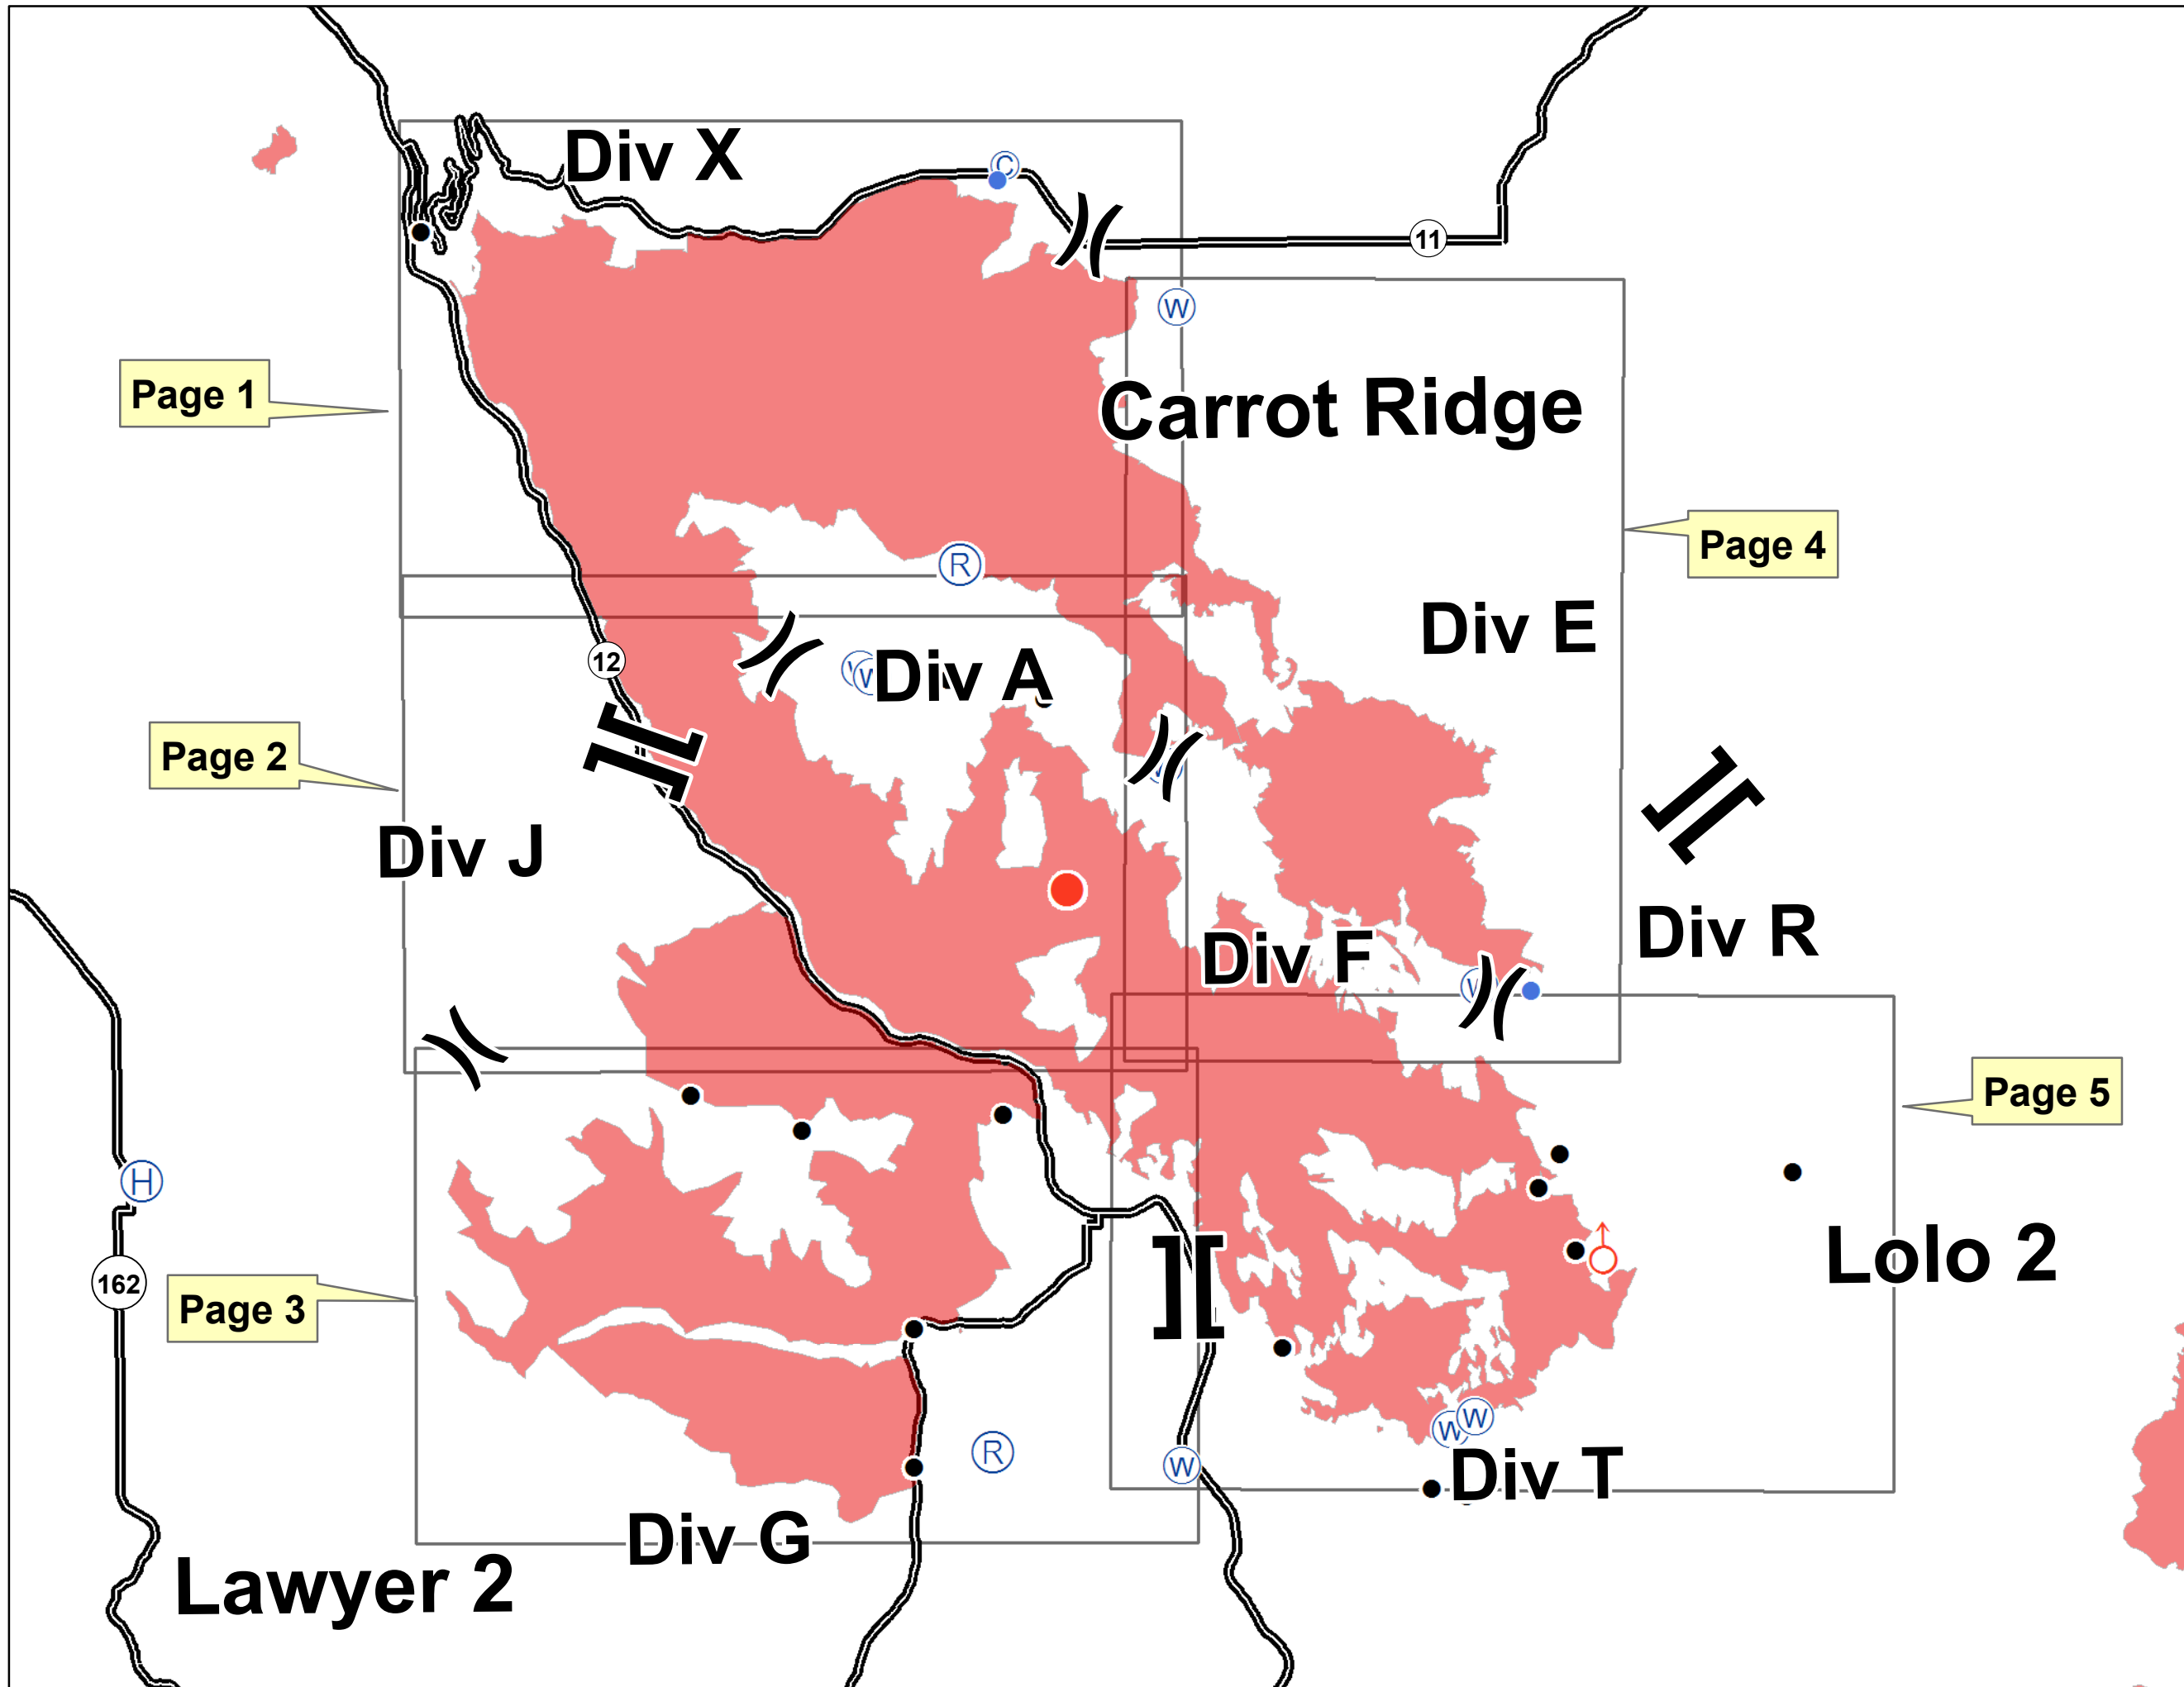 Div X
C
11
W
Page 1
Carrot Ridge
Page 4
R
Div E
12
W
Div A
Page 2
Div J
Div R
Div F
W
Page 5
H
Lolo 2
162
Page 3
W
W
R
W
Div T
Div G
Lawyer 2